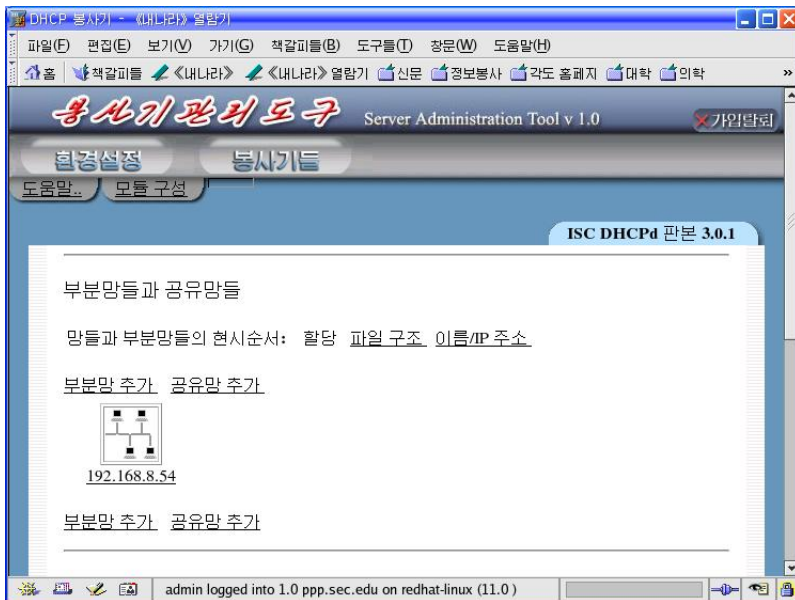 DHCP 봉사기 - 《내나라》 열람기
파일(F) 편집(E) 보기(V) 가기(G) 책갈피들(B) 도구들(T) 창문(W) 도움말(H)
홈 책갈피들 《내나라》 《내나라》 열람기 신문 정보봉사 각도 홈페지 대학 의학 »
봉사기관리도구 Server Administration Tool v 1.0 가입탈퇴
환경설정 봉사기들
도움말.. 모듈 구성
ISC DHCPd 판본 3.0.1
부분망들과 공유망들
망들과 부분망들의 현시순서: 할당 파일 구조 이름/IP 주소
부분망 추가 공유망 추가
192.168.8.54
부분망 추가 공유망 추가
admin logged into 1.0 ppp.sec.edu on redhat-linux (11.0 )